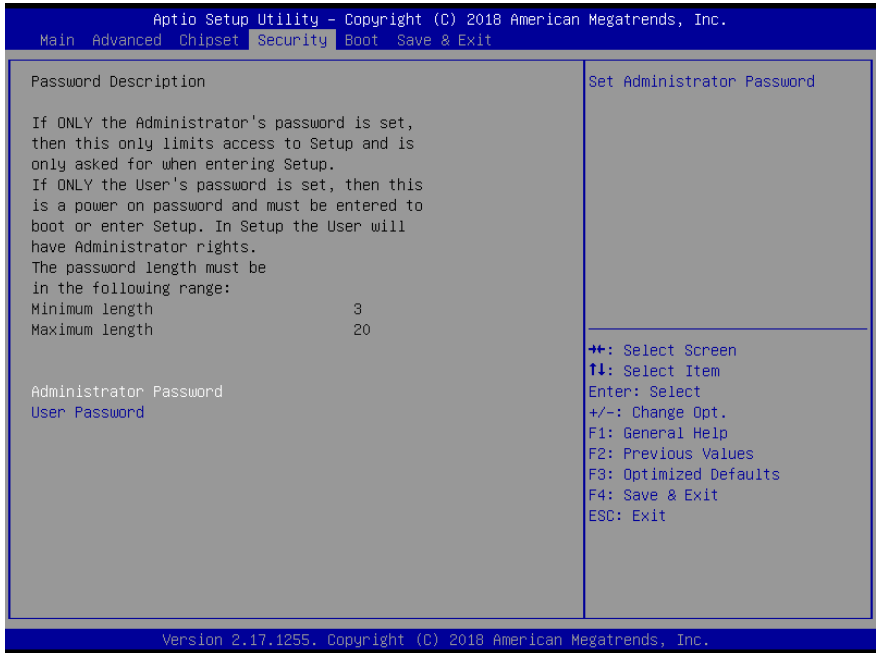 Aptio Setup Utility – Copyright (C) 2018 American Megatrends, Inc.
Main Advanced Chipset Security Boot Save & Exit
Password Description
If ONLY the Administrator's password is set,
then this only limits access to Setup and is
only asked for when entering Setup.
If ONLY the User's password is set, then this
is a power on password and must be entered to
boot or enter Setup. In Setup the User will
have Administrator rights.
The password length must be
in the following range:
Minimum length 3
Maximum length 20
Administrator Password
User Password
Set Administrator Password
→←: Select Screen
↑↓: Select Item
Enter: Select
+/-: Change Opt.
F1: General Help
F2: Previous Values
F3: Optimized Defaults
F4: Save & Exit
ESC: Exit
Version 2.17.1255. Copyright (C) 2018 American Megatrends, Inc.